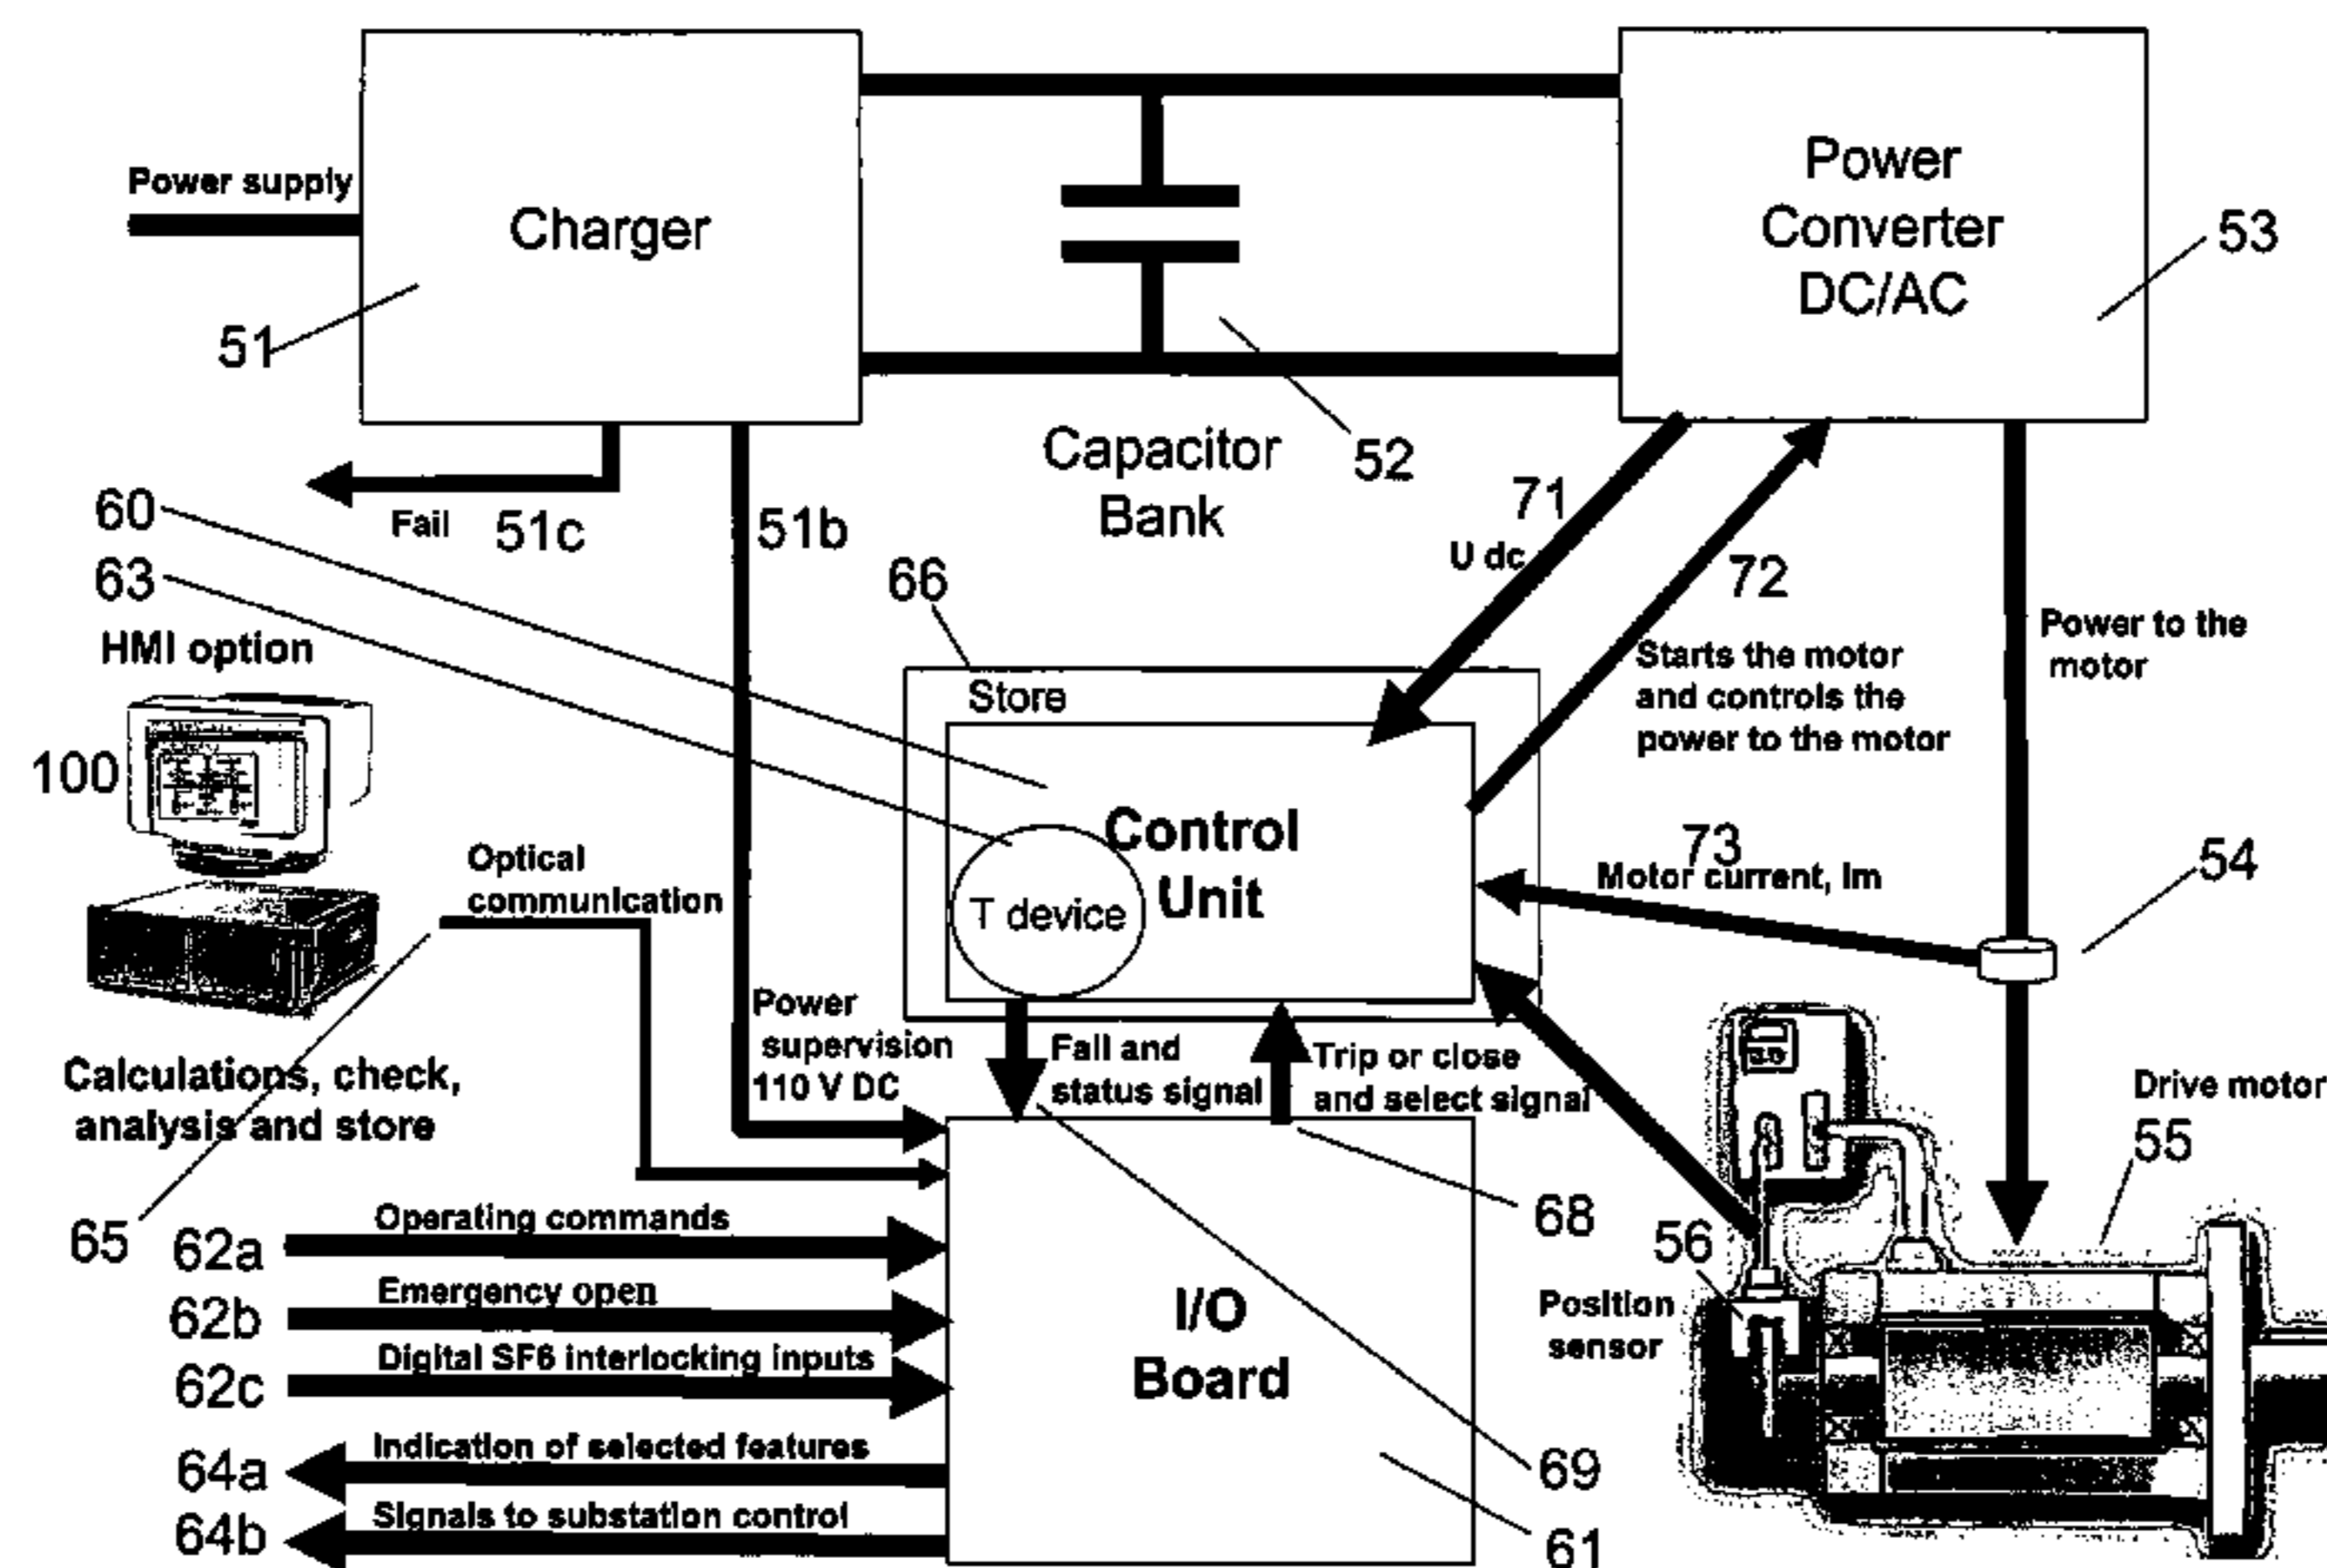 Power supply
Charger
51
Power
Converter
DC/AC
53
Capacitor
Bank
52
Fail
51c
51b
60
63
HMI option
100
66
Store
Control
Unit
T device
71
U dc
72
Starts the motor
and controls the
power to the motor
Power to the
motor
73
Motor current, Im
54
Optical
communication
Calculations, check,
analysis and store
65
Power
supervision
110 V DC
Fail and
status signal
Trip or close
and select signal
68
69
I/O
Board
61
62a
Operating commands
62b
Emergency open
62c
Digital SF6 interlocking inputs
64a
Indication of selected features
64b
Signals to substation control
Drive motor
55
56
Position
sensor